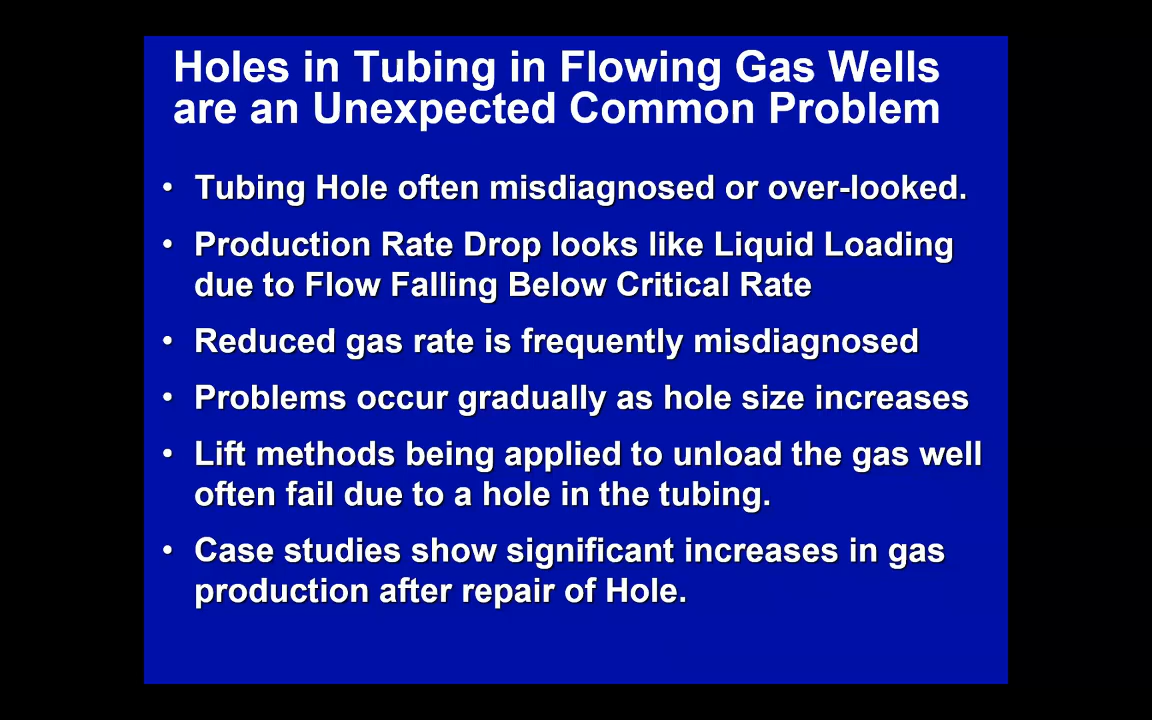 Holes in Tubing in Flowing Gas Wells
are an Unexpected Common Problem
• Tubing Hole often misdiagnosed or over-looked.
• Production Rate Drop looks like Liquid Loading
due to Flow Falling Below Critical Rate
• Reduced gas rate is frequently misdiagnosed
• Problems occur gradually as hole size increases
• Lift methods being applied to unload the gas well
often fail due to a hole in the tubing.
• Case studies show significant increases in gas
production after repair of Hole.